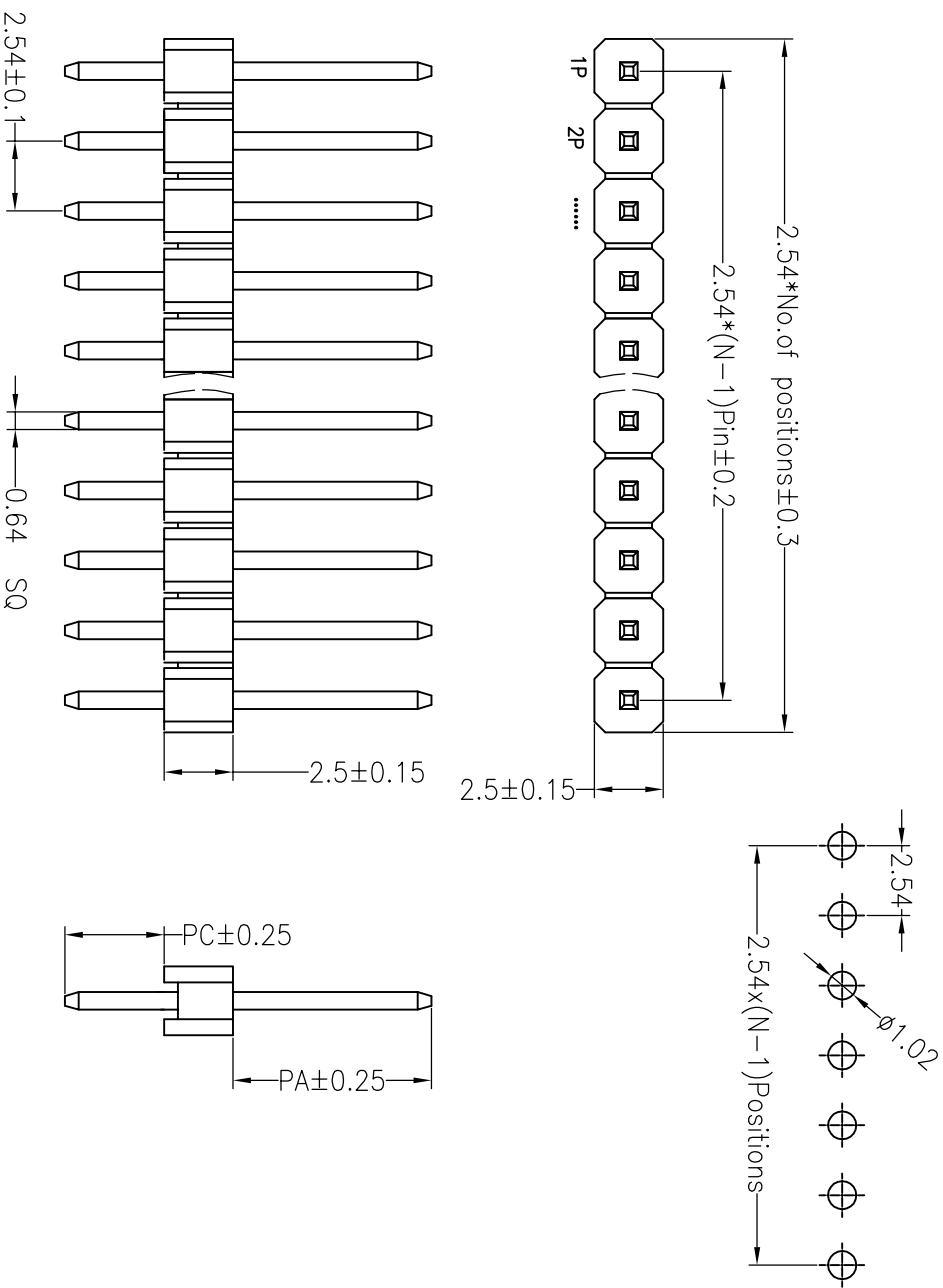 2.54*No.of positions±0.3
2.54*(N-1)Pin±0.2
1P
2P
......
2.5±0.15
2.54±0.1
0.64 SQ
2.5±0.15
2.54
ø1.02
2.54x(N-1)Positions
PC±0.25
PA±0.25